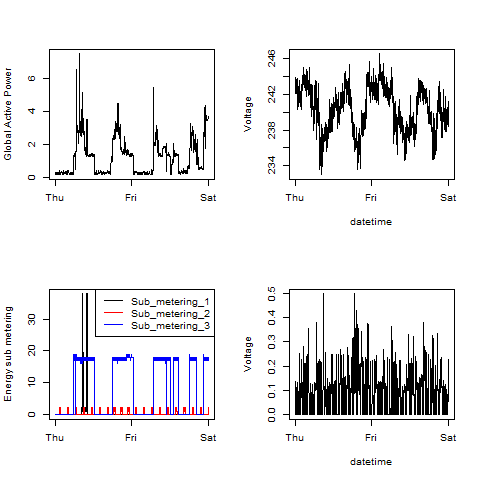 Global Active Power
6
4
2
0
Thu Fri Sat
Voltage
246
242
238
234
Thu Fri Sat
datetime
Energy sub metering
30
20
10
0
Sub_metering_1
Sub_metering_2
Sub_metering_3
Thu Fri Sat
Voltage
0.5
0.4
0.3
0.2
0.1
0.0
Thu Fri Sat
datetime